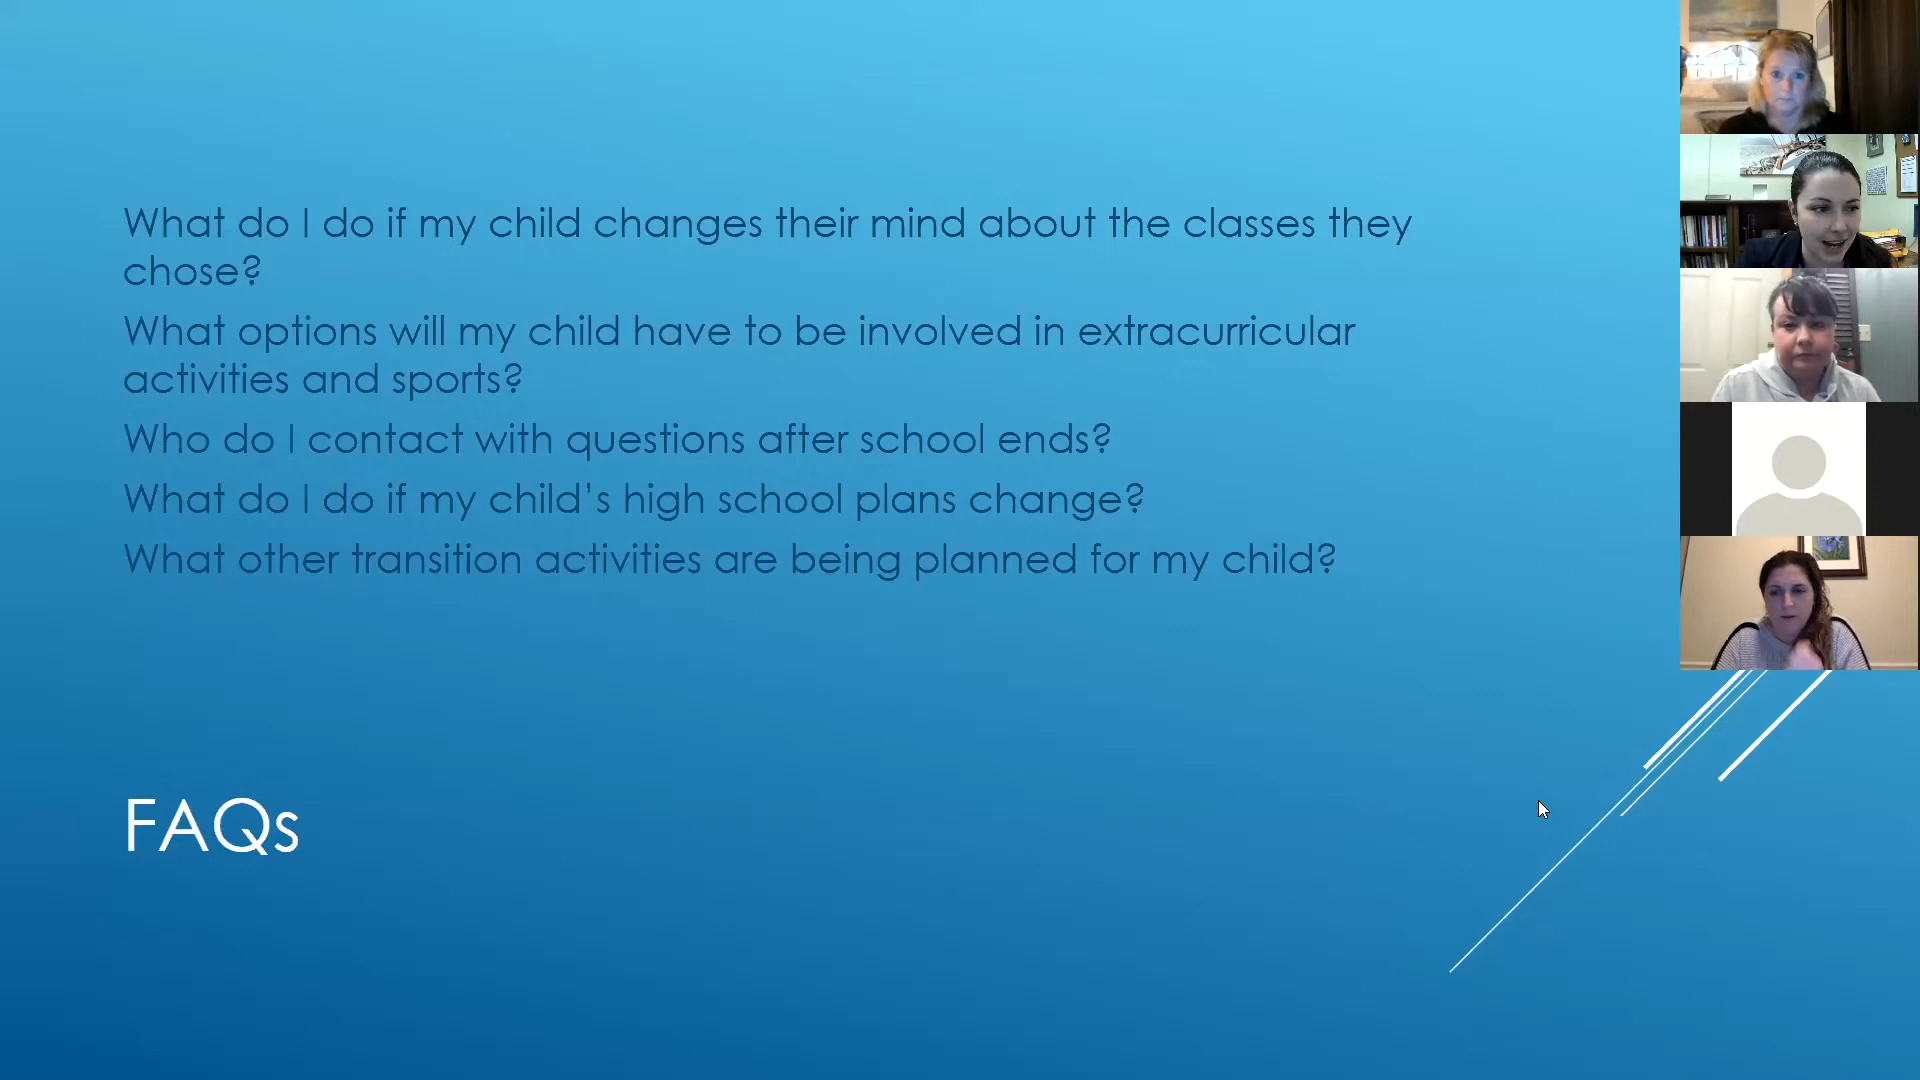 What do I do if my child changes their mind about the classes they
chose?
What options will my child have to be involved in extracurricular
activities and sports?
Who do I contact with questions after school ends?
What do I do if my child’s high school plans change?
What other transition activities are being planned for my child?
FAQs